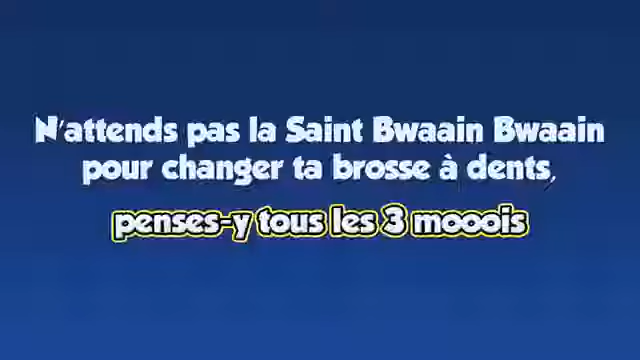 N'attends pas la Saint Bwaain Bwaain
pour changer ta brosse à dents,
penses-y tous les 3 mooois